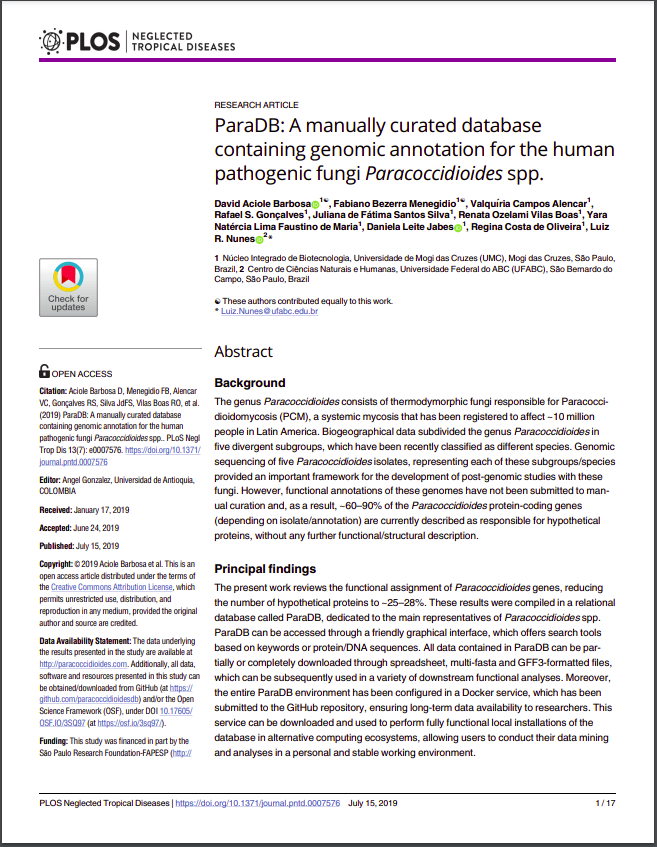 PLOS
NEGLECTED
TROPICAL DISEASES
RESEARCH ARTICLE
ParaDB: A manually curated database
containing genomic annotation for the human
pathogenic fungi Paracoccidioides spp.
David Aciole Barbosa1☯, Fabiano Bezerra Menegidio1☯, Valquíria Campos Alencar1,
Rafael S. Gonçalves1, Juliana de Fátima Santos Silva1, Renata Ozelami Vilas Boas1, Yara
Natércia Lima Faustino de Maria1, Daniela Leite Jabes1, Regina Costa de Oliveira1, Luiz
R. Nunes2*
1 Núcleo Integrado de Biotecnologia, Universidade de Mogi das Cruzes (UMC), Mogi das Cruzes, São Paulo,
Brazil, 2 Centro de Ciências Naturais e Humanas, Universidade Federal do ABC (UFABC), São Bernardo do
Campo, São Paulo, Brazil
☯ These authors contributed equally to this work.
* Luiz.Nunes@ufabc.edu.br
Check for
updates
OPEN ACCESS
Citation: Aciole Barbosa D, Menegidio FB, Alencar
VC, Gonçalves RS, Silva JdFS, Vilas Boas RO, et al.
(2019) ParaDB: A manually curated database
containing genomic annotation for the human
pathogenic fungi Paracoccidioides spp.. PLoS Negl
Trop Dis 13(7): e0007576. https://doi.org/10.1371/
journal.pntd.0007576
Editor: Angel Gonzalez, Universidad de Antioquia,
COLOMBIA
Received: January 17, 2019
Accepted: June 24, 2019
Published: July 15, 2019
Copyright: © 2019 Aciole Barbosa et al. This is an
open access article distributed under the terms of
the Creative Commons Attribution License, which
permits unrestricted use, distribution, and
reproduction in any medium, provided the original
author and source are credited.
Data Availability Statement: The data underlying
the results presented in the study are available at
http://paracoccidioides.com. Additionally, all data,
software and resources presented in this study can
be obtained/downloaded from GitHub (at https://
github.com/paracoccidioidesdb) and/or the Open
Science Framework (OSF), under DOI 10.17605/
OSF.IO/3SQ97 (at https://osf.io/3sq97/).
Funding: This study was financed in part by the
São Paulo Research Foundation-FAPESP (http://
Abstract
Background
The genus Paracoccidioides consists of thermodymorphic fungi responsible for Paracocci-
dioidomycosis (PCM), a systemic mycosis that has been registered to affect ~10 million
people in Latin America. Biogeographical data subdivided the genus Paracoccidioides in
five divergent subgroups, which have been recently classified as different species. Genomic
sequencing of five Paracoccidioides isolates, representing each of these subgroups/species
provided an important framework for the development of post-genomic studies with these
fungi. However, functional annotations of these genomes have not been submitted to man-
ual curation and, as a result, ~60–90% of the Paracoccidioides protein-coding genes
(depending on isolate/annotation) are currently described as responsible for hypothetical
proteins, without any further functional/structural description.
Principal findings
The present work reviews the functional assignment of Paracoccidioides genes, reducing
the number of hypothetical proteins to ~25–28%. These results were compiled in a relational
database called ParaDB, dedicated to the main representatives of Paracoccidioides spp.
ParaDB can be accessed through a friendly graphical interface, which offers search tools
based on keywords or protein/DNA sequences. All data contained in ParaDB can be par-
tially or completely downloaded through spreadsheet, multi-fasta and GFF3-formatted files,
which can be subsequently used in a variety of downstream functional analyses. Moreover,
the entire ParaDB environment has been configured in a Docker service, which has been
submitted to the GitHub repository, ensuring long-term data availability to researchers. This
service can be downloaded and used to perform fully functional local installations of the
database in alternative computing ecosystems, allowing users to conduct their data mining
and analyses in a personal and stable working environment.
PLOS Neglected Tropical Diseases | https://doi.org/10.1371/journal.pntd.0007576 July 15, 2019
1 / 17